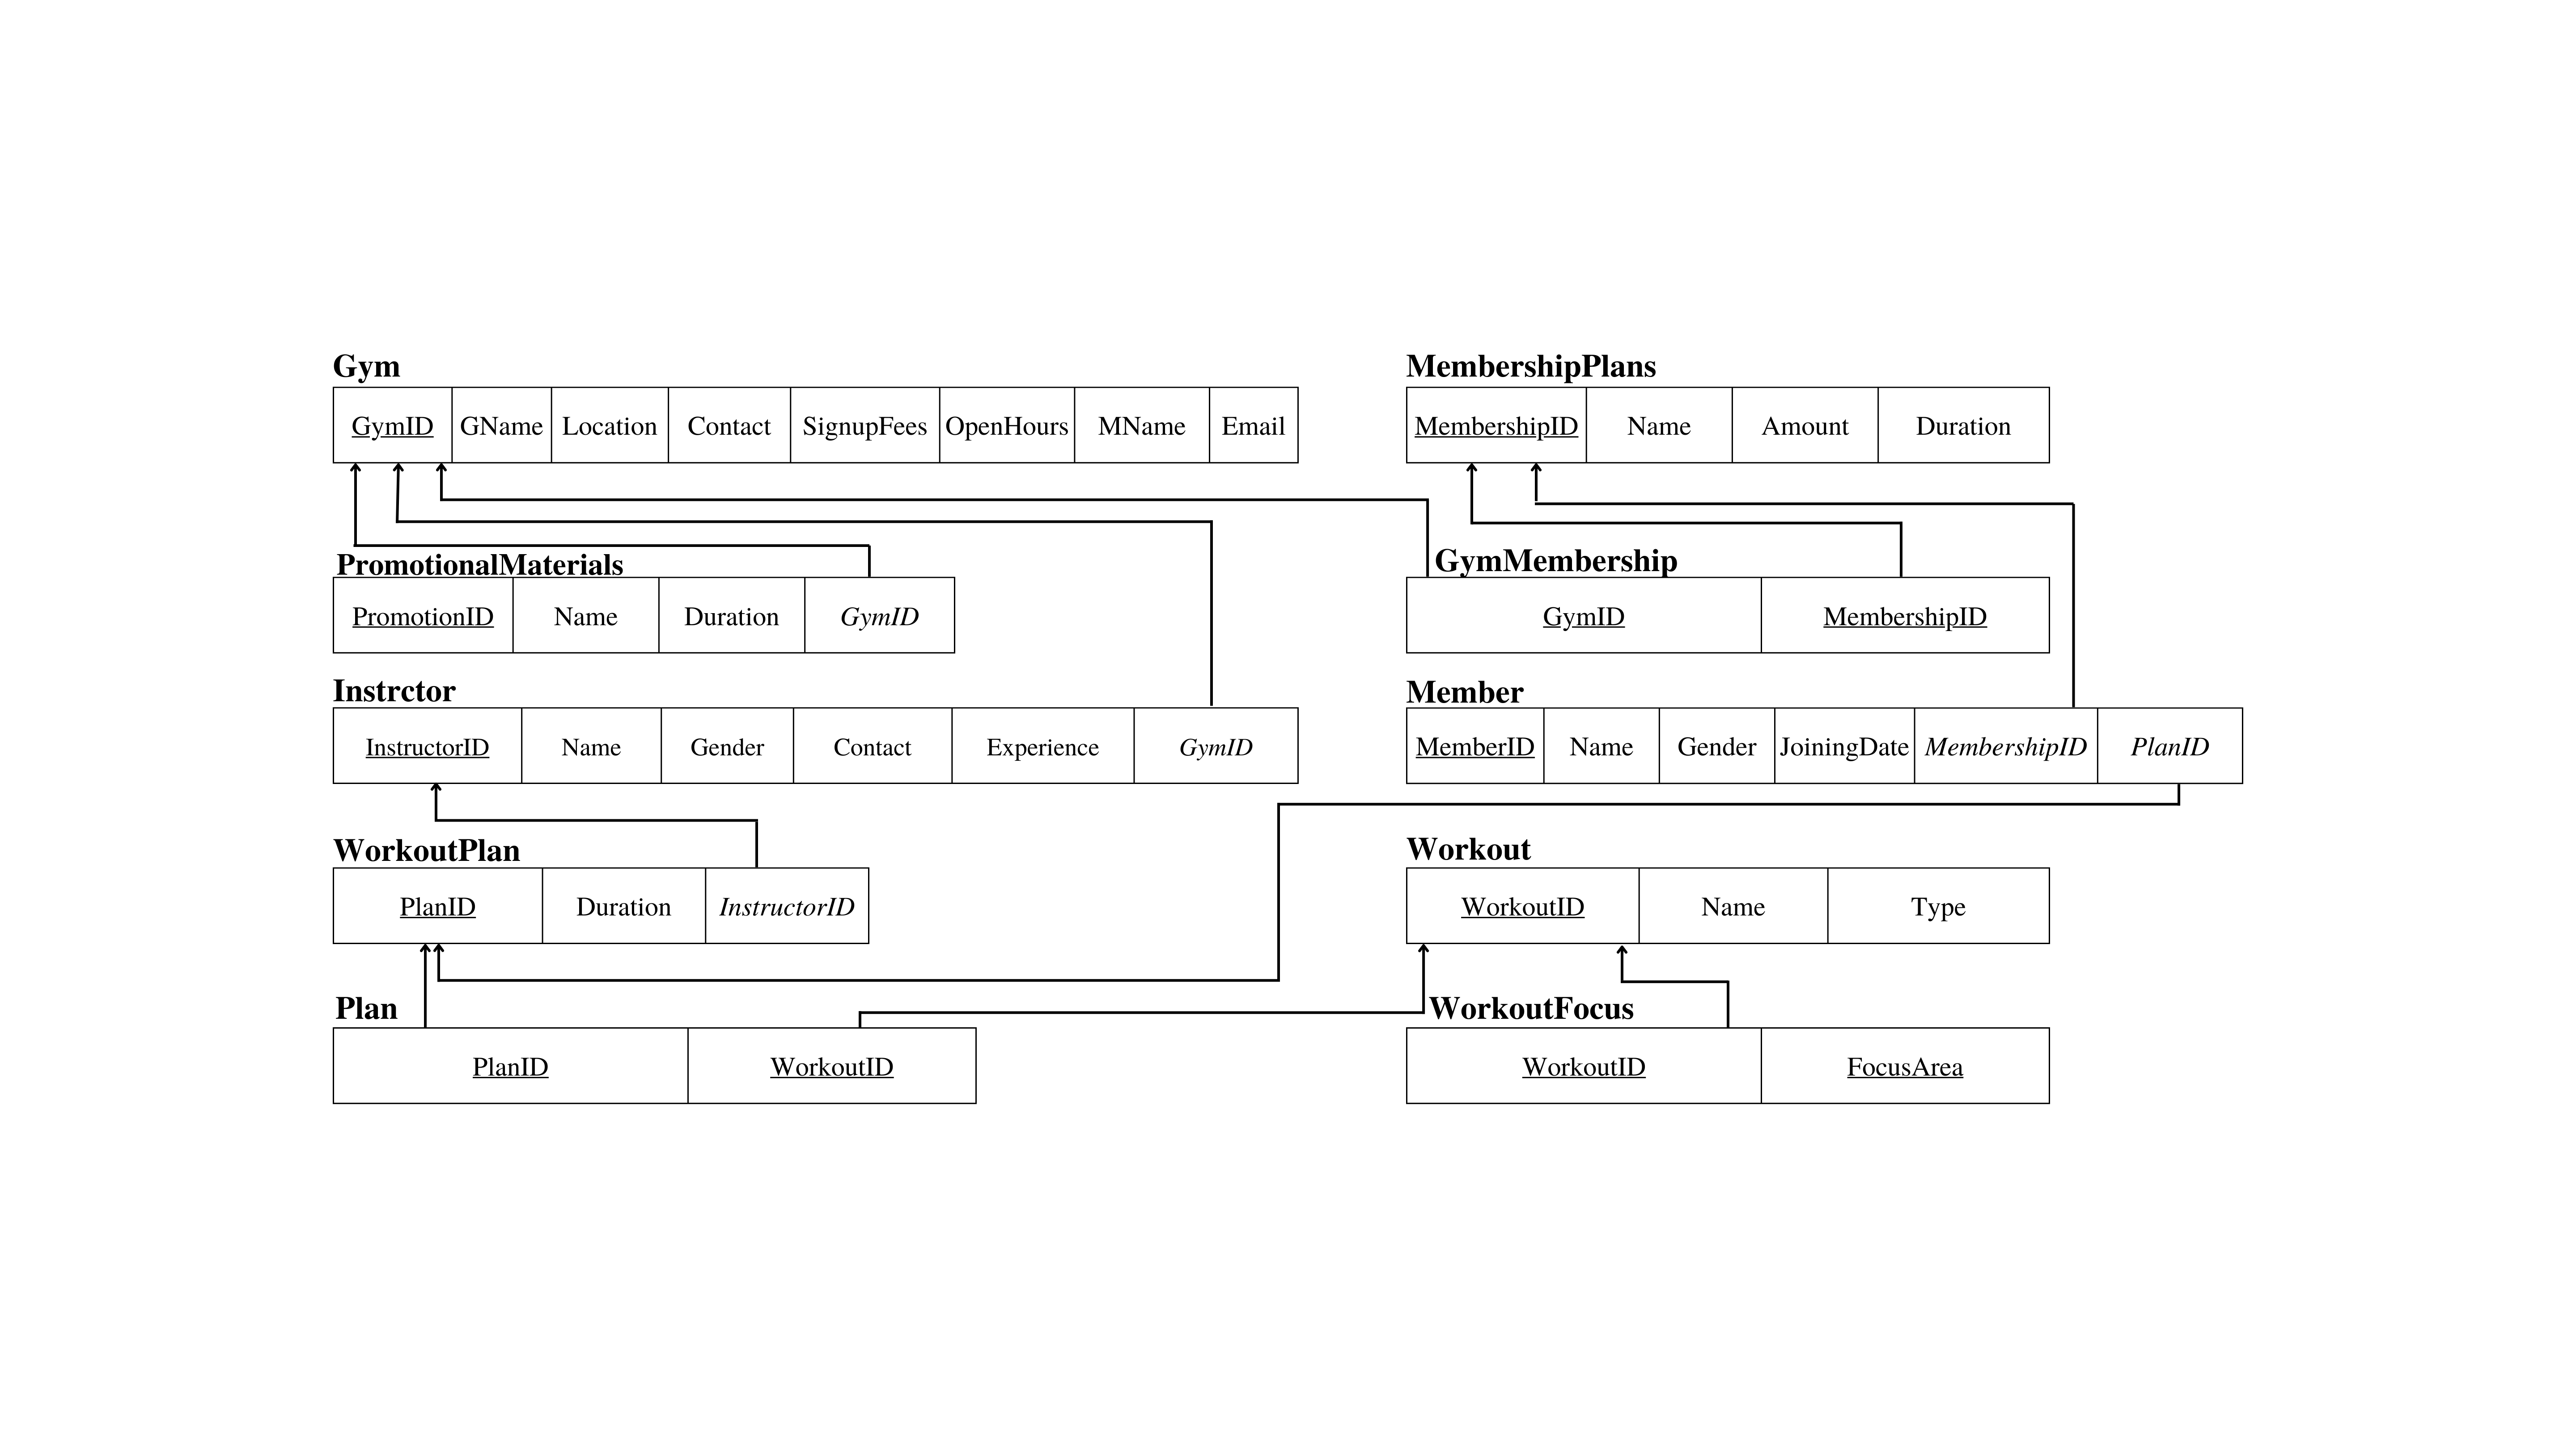 Gym
GymID GName Location Contact SignupFees OpenHours MName Email
MembershipPlans
MembershipID Name Amount Duration
PromotionalMaterials
PromotionID Name Duration GymID
GymMembership
GymID MembershipID
Instrctor
InstructorID Name Gender Contact Experience GymID
Member
MemberID Name Gender JoiningDate MembershipID PlanID
WorkoutPlan
PlanID Duration InstructorID
Workout
WorkoutID Name Type
Plan
PlanID WorkoutID
WorkoutFocus
WorkoutID FocusArea